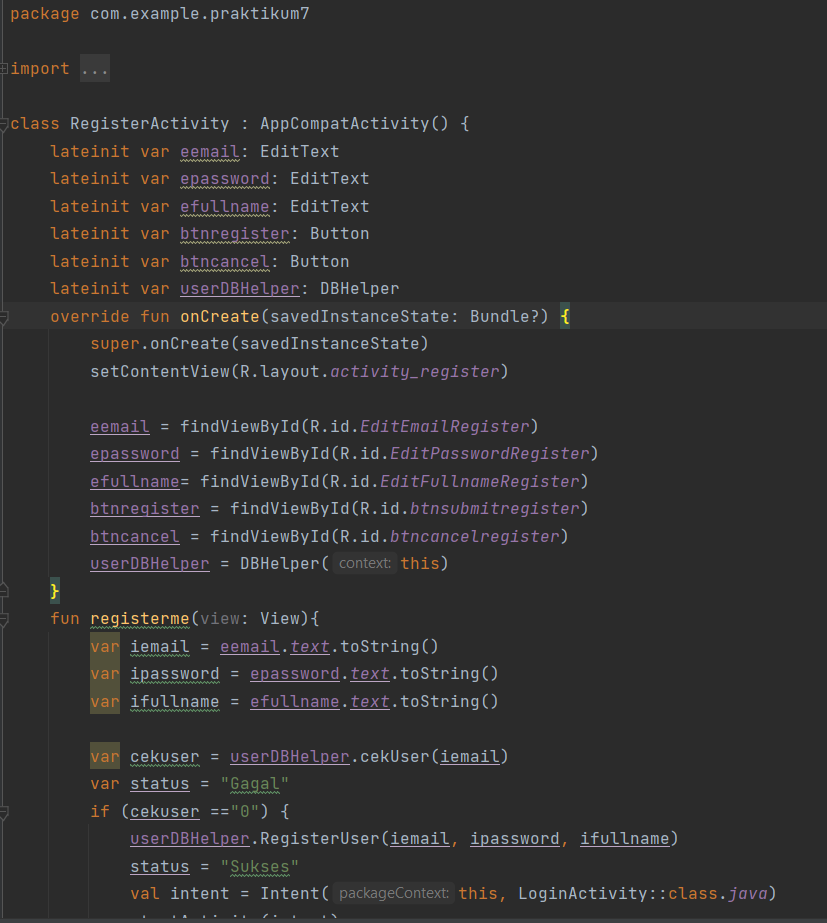 package com.example.praktikum7
import ...
class RegisterActivity : AppCompatActivity() {
lateinit var eemail: EditText
lateinit var epassword: EditText
lateinit var efullname: EditText
lateinit var btnregister: Button
lateinit var btncancel: Button
lateinit var userDBHelper: DBHelper
override fun onCreate(savedInstanceState: Bundle?) {
super.onCreate(savedInstanceState)
setContentView(R.layout.activity_register)
eemail = findViewById(R.id.EditEmailRegister)
epassword = findViewById(R.id.EditPasswordRegister)
efullname= findViewById(R.id.EditFullnameRegister)
btnregister = findViewById(R.id.btnsubmitregister)
btncancel = findViewById(R.id.btncancelregister)
userDBHelper = DBHelper( context: this)
}
fun registerme(view: View){
var iemail = eemail.text.toString()
var ipassword = epassword.text.toString()
var ifullname = efullname.text.toString()
var cekuser = userDBHelper.cekUser(iemail)
var status = "Gagal"
if (cekuser =="0") {
userDBHelper.RegisterUser(iemail, ipassword, ifullname)
status = "Sukses"
val intent = Intent( packageContext: this, LoginActivity::class.java)